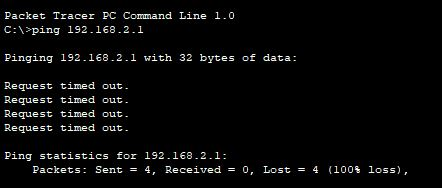 Packet Tracer PC Command Line 1.0
C:\>ping 192.168.2.1
Pinging 192.168.2.1 with 32 bytes of data:
Request timed out.
Request timed out.
Request timed out.
Request timed out.
Ping statistics for 192.168.2.1:
    Packets: Sent = 4, Received = 0, Lost = 4 (100% loss),